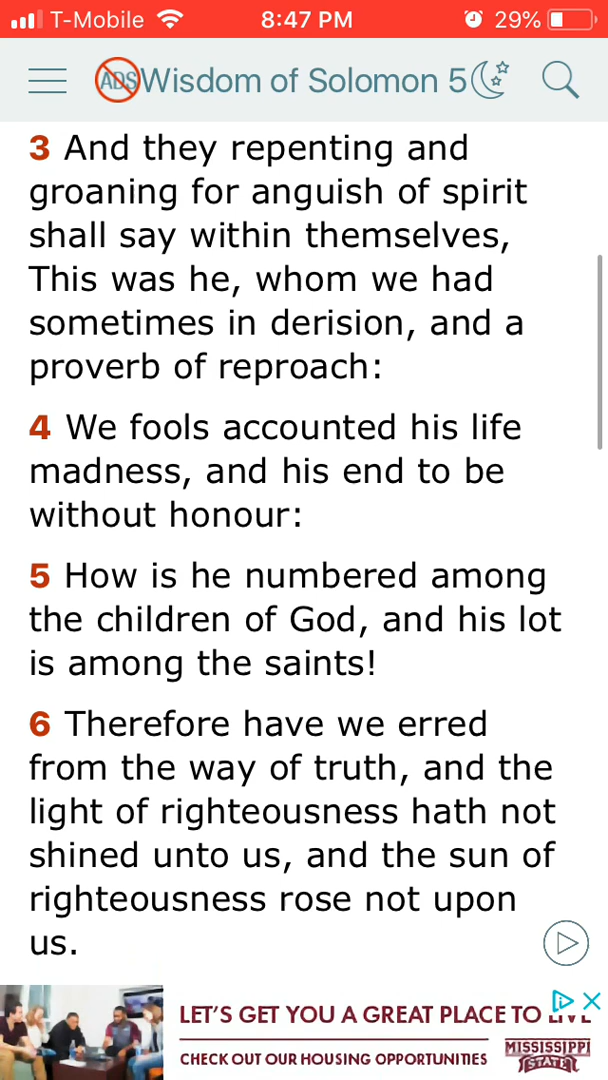 T-Mobile 8:47 PM 29%
ADS Wisdom of Solomon 5
3 And they repenting and
groaning for anguish of spirit
shall say within themselves,
This was he, whom we had
sometimes in derision, and a
proverb of reproach:
4 We fools accounted his life
madness, and his end to be
without honour:
5 How is he numbered among
the children of God, and his lot
is among the saints!
6 Therefore have we erred
from the way of truth, and the
light of righteousness hath not
shined unto us, and the sun of
righteousness rose not upon
us.
LET'S GET YOU A GREAT PLACE TO LIVE
CHECK OUT OUR HOUSING OPPORTUNITIES
MISSISSIPPI
STATE